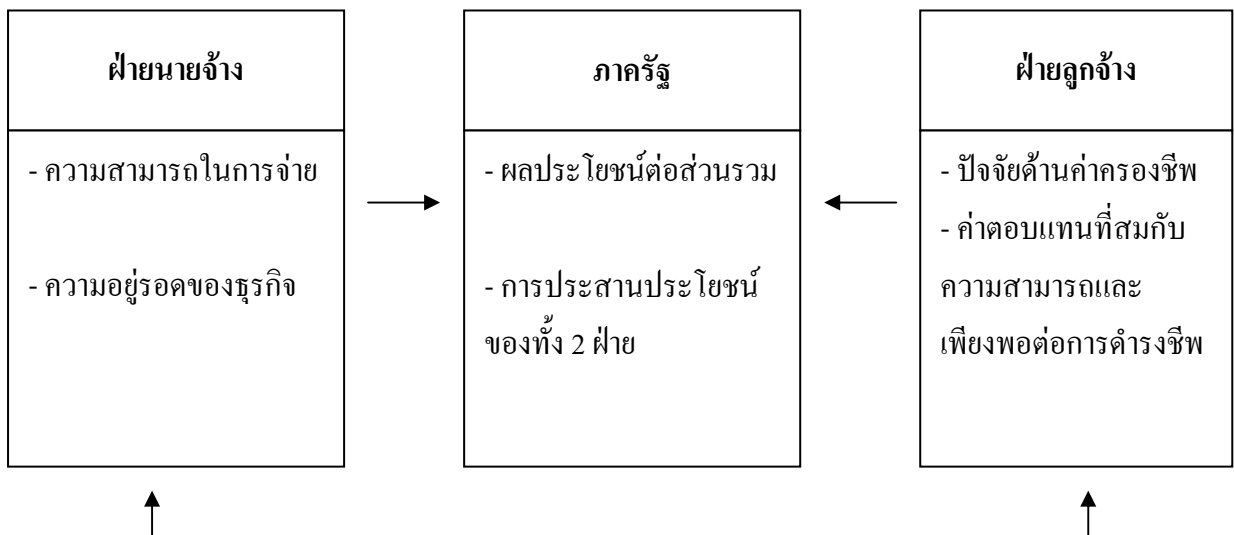 ฝ่ายนายจ้าง
- ความสามารถในการจ่าย
- ความอยู่รอดของธุรกิจ
ภาครัฐ
- ผลประโยชน์ต่อส่วนรวม
- การประสานประโยชน์
ของทั้ง 2 ฝ่าย
ฝ่ายลูกจ้าง
- ปัจจัยด้านค่าครองชีพ
- ค่าตอบแทนที่สมกับ
ความสามารถและ
เพียงพอต่อการดำรงชีพ